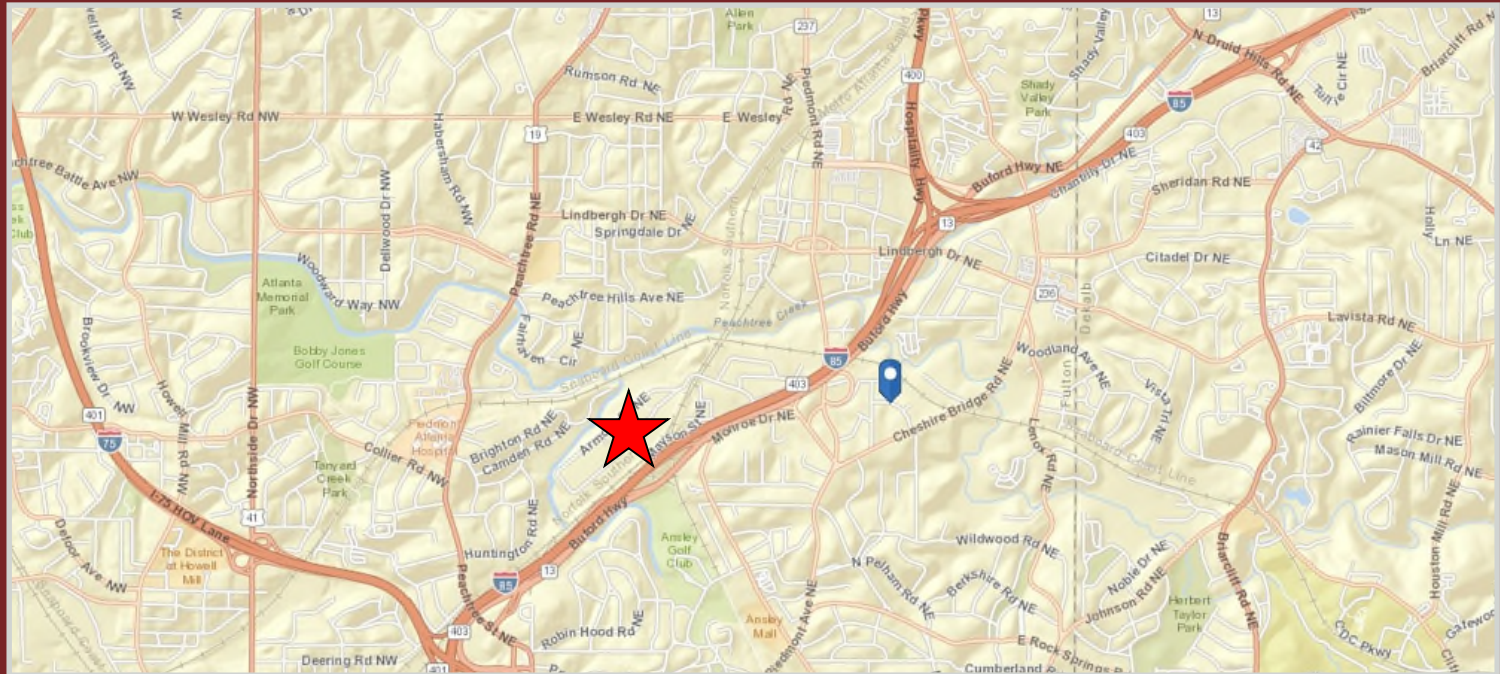 Allen
Park
237
13
W
Pkwy
400
N Druid Hills Rd NE
Briarcliff Rd N
Rumson Rd NE
Piedmont Rd NE
Shady Valley
Shady
Valley
Park
85
W Wesley Rd NW
E Wesley Rd NE
E Wesley
Habersham Rd NW
19
Hospitality Hwy
403
42
Buford Hwy NE
Chantilly Dr NE
Sheridan Rd NE
Dellwood Dr NW
Peachtree Rd NE
Lindbergh Dr NE
Springdale Dr NE
13
Lindbergh Dr NE
Citadel Dr NE
Holly
Ln NE
Norfolk Southern
Woodward Way NW
Atlanta
Memorial
Park
Peachtree Hills Ave NE
236
Dekalb
Peachtree Creek
Buford Hwy
Lavista Rd NE
Brookview Dr NW
Bobby Jones
Golf Course
Cir
NE
Seaboard Coast Line
85
Woodland Ave NE
Fulton
Biltmore Dr NE
Vista Trl NE
401
75
Howell Mill Rd NW
Northside Dr NW
403
Monroe Dr NE
Cheshire Bridge Rd NE
Lenox Rd NE
Brighton Rd NE
Camden Rd NE
NE
Mayson St NE
Rainier Falls Dr NE
Mason Mill Rd NE
Collier Rd NW
Seaboard Coast Line
Tanyard
Creek
Park
I-75 HOV Lane
41
Defoor Ave NW
The District
at Howell
Mill
Huntington Rd NE
Buford Hwy
Ansley
Golf
Club
Wildwood Rd NE
N Pelham Rd NE
Berkshire Rd NE
Noble Dr NE
Johnson Rd NE
Briarcliff Rd NE
Houston Mill Rd NE
85
13
Peachtree St NE
403
Robin Hood Rd NE
Ansley
Mall
Piedmont Ave NE
Herbert
Taylor
Park
CDC Pkwy
Deering Rd NW
401
E Rock Springs R
Cumberland